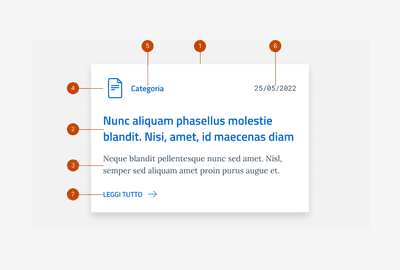 5
1
6
4
Categoria
25/05/2022
2
Nunc aliquam phasellus molestie
blandit. Nisi, amet, id maecenas diam
3
Neque blandit pellentesque nunc sed amet. Nisl,
semper sed aliquam amet proin purus augue et.
7
LEGGI TUTTO